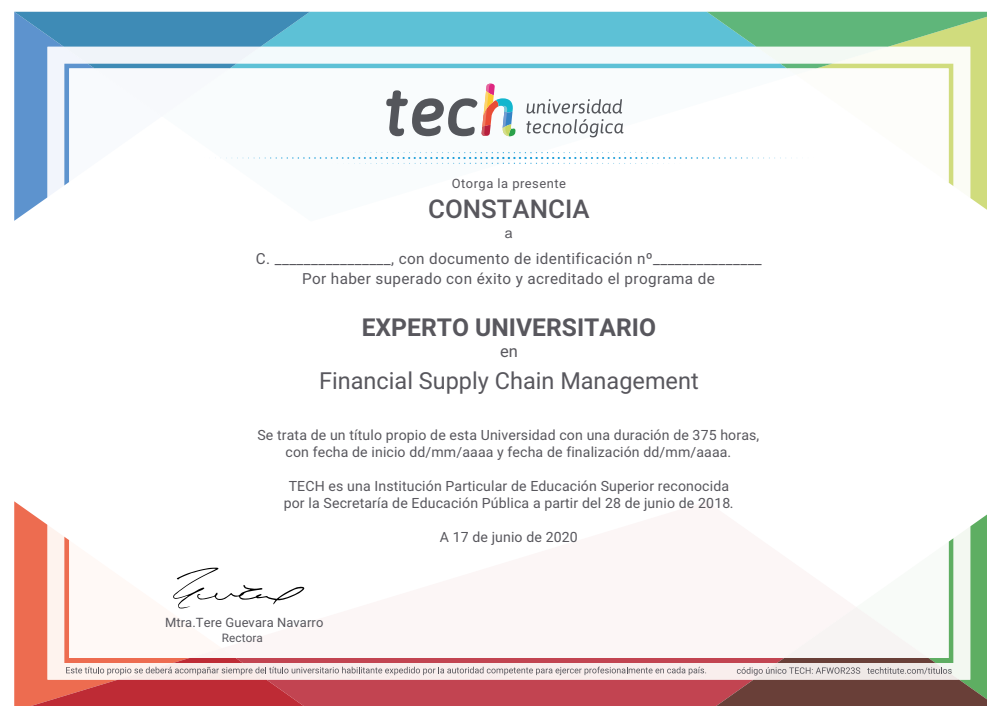 tech universidad
tecnológica
Otorga la presente
CONSTANCIA
a
C. ________________, con documento de identificación nº_______________
Por haber superado con éxito y acreditado el programa de
EXPERTO UNIVERSITARIO
en
Financial Supply Chain Management
Se trata de un título propio de esta Universidad con una duración de 375 horas,
con fecha de inicio dd/mm/aaaa y fecha de finalización dd/mm/aaaa.
TECH es una Institución Particular de Educación Superior reconocida
por la Secretaría de Educación Pública a partir del 28 de junio de 2018.
A 17 de junio de 2020
Mtra.Tere Guevara Navarro
Rectora
Este título propio se deberá acompañar siempre del título universitario habilitante expedido por la autoridad competente para ejercer profesionalmente en cada país. código único TECH: AFWOR23S techtitute.com/titulos